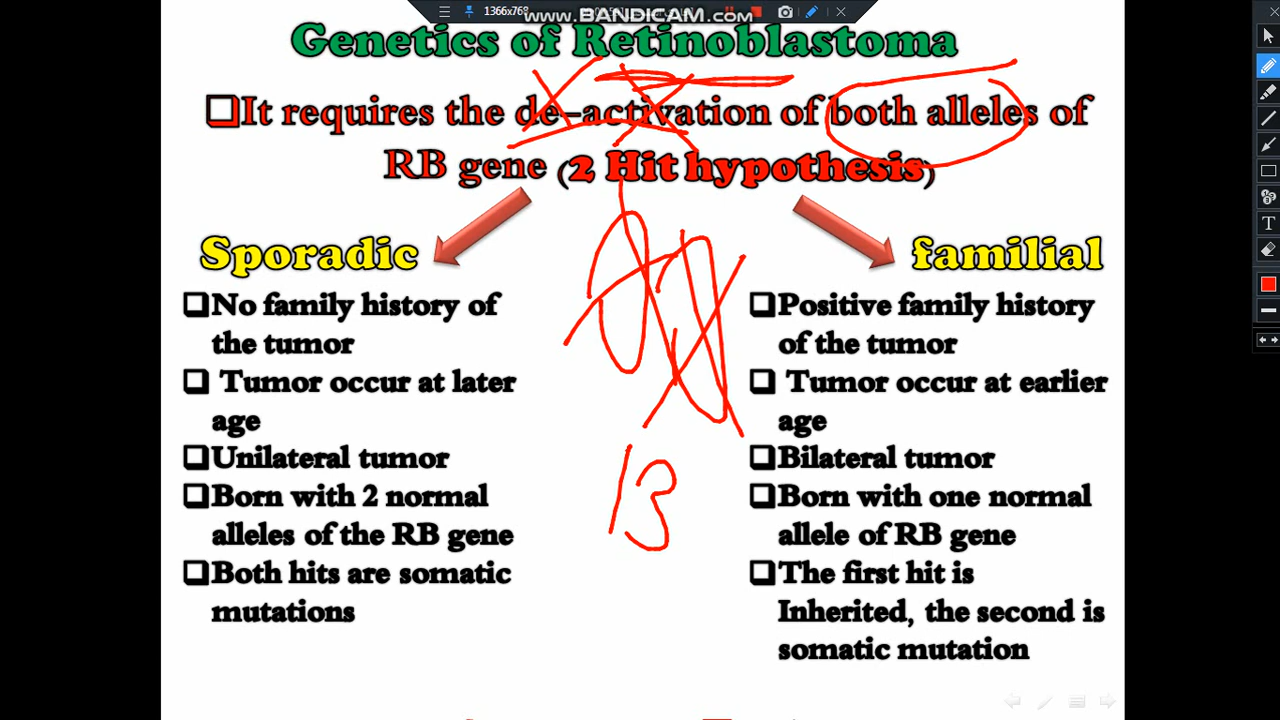 1366x768
www.BANDICAM.com
Genetics of Retinoblastoma
❑It requires the de-activation of both alleles of
RB gene (2 Hit hypothesis)
Sporadic
❑No family history of
the tumor
❑ Tumor occur at later
age
❑Unilateral tumor
❑Born with 2 normal
alleles of the RB gene
❑Both hits are somatic
mutations
13
familial
❑Positive family history
of the tumor
❑ Tumor occur at earlier
age
❑Bilateral tumor
❑Born with one normal
allele of RB gene
❑The first hit is
Inherited, the second is
somatic mutation